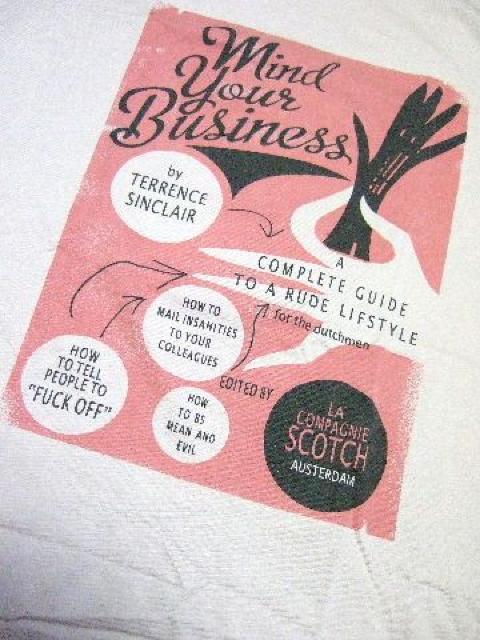 Mind
Your
Business
by
TERRENCE
SINCLAIR
A
COMPLETE GUIDE
TO A RUDE LIFSTYLE
for the dutchmen
HOW TO
MAIL INSANITIES
TO YOUR
COLLEAGUES
HOW
TO TELL
PEOPLE TO
"FUCK OFF"
HOW
TO BS
MEAN AND
EVIL
EDITED BY
LA
COMPAGNIE
SCOTCH
AUSTERDAM